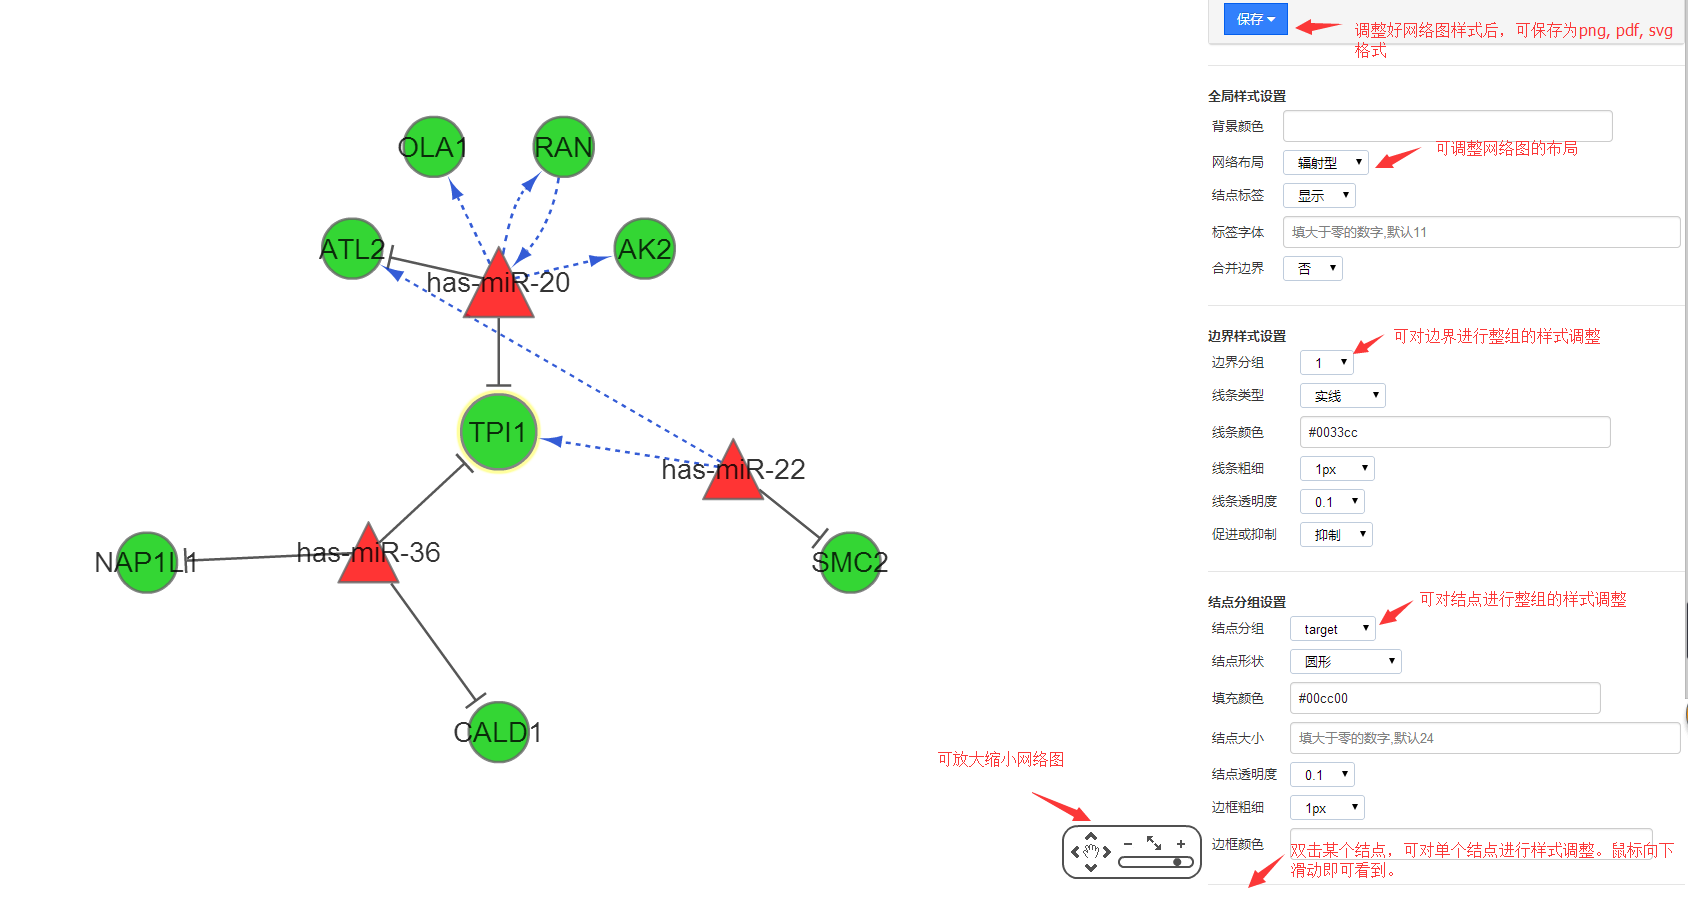 OLA1
RAN
ATL2
AK2
has-miR-20
TPI1
has-miR-22
has-miR-36
NAP1L1
SMC2
CALD1
可放大缩小网络图
保存
调整好网络图样式后，可保存为png, pdf, svg
格式
全局样式设置
背景颜色
可调整网络图的布局
网络布局 辐射型
结点标签 显示
标签字体 填大于零的数字,默认11
合并边界 否
边界样式设置
可对边界进行整组的样式调整
边界分组 1
线条类型 实线
线条颜色 #0033cc
线条粗细 1px
线条透明度 0.1
促进或抑制 抑制
结点分组设置
可对结点进行整组的样式调整
结点分组 target
结点形状 圆形
填充颜色 #00cc00
结点大小 填大于零的数字,默认24
结点透明度 0.1
边框粗细 1px
边框颜色
双击某个结点，可对单个结点进行样式调整。鼠标向下
滑动即可看到。